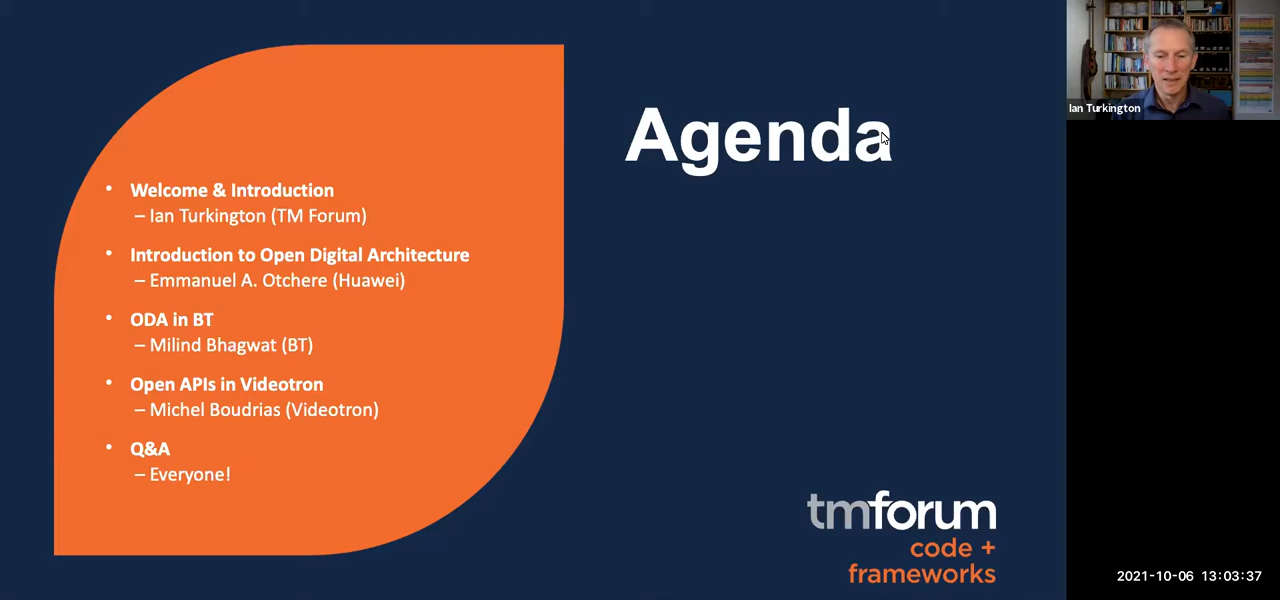 Agenda
• Welcome & Introduction
– Ian Turkington (TM Forum)
• Introduction to Open Digital Architecture
– Emmanuel A. Otchere (Huawei)
• ODA in BT
– Milind Bhagwat (BT)
• Open APIs in Videotron
– Michel Boudrias (Videotron)
• Q&A
– Everyone!
tmforum
code +
frameworks
Ian Turkington
2021-10-06 13:03:37